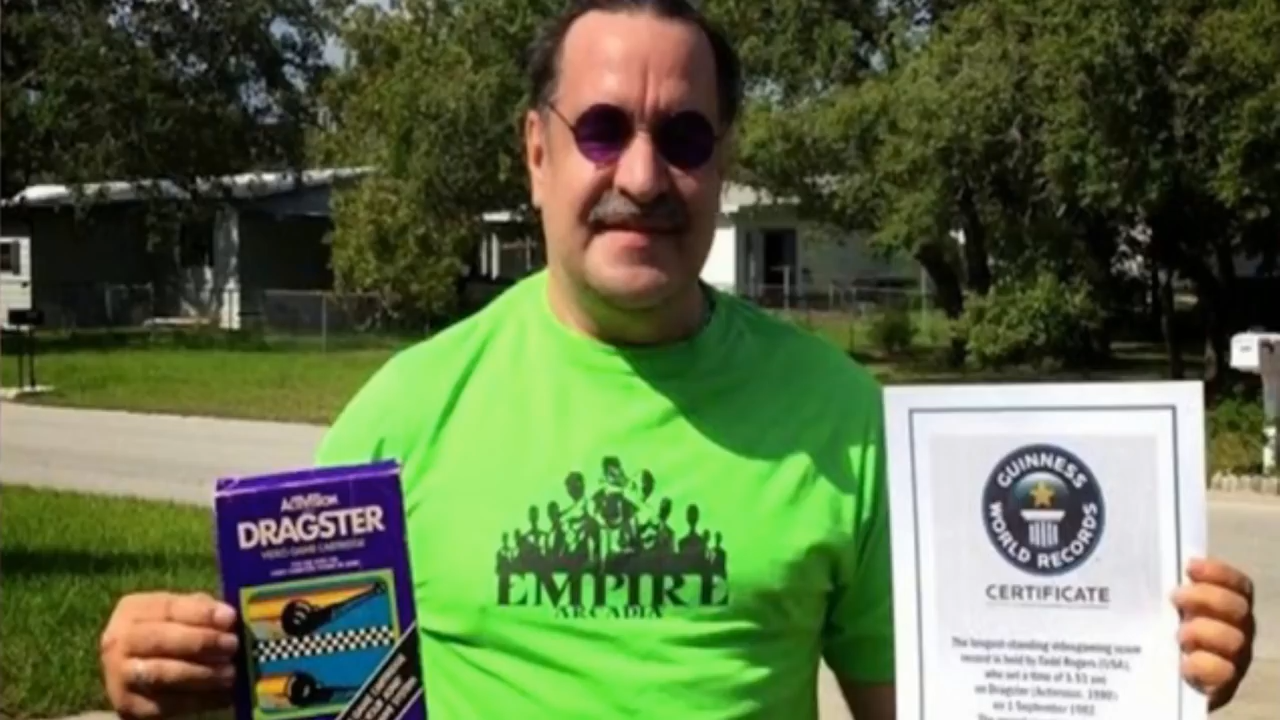 ACTIVISION
DRAGSTER
VIDEO GAME CARTRIDGE
EMPIRE
ARCADIA
GUINNESS
WORLD RECORDS
CERTIFICATE
The longest-standing videogaming score
record is held by Todd Rogers (USA),
who set a time of 5.51 sec
on Dragster (Activision, 1980)
on 1 September 1982